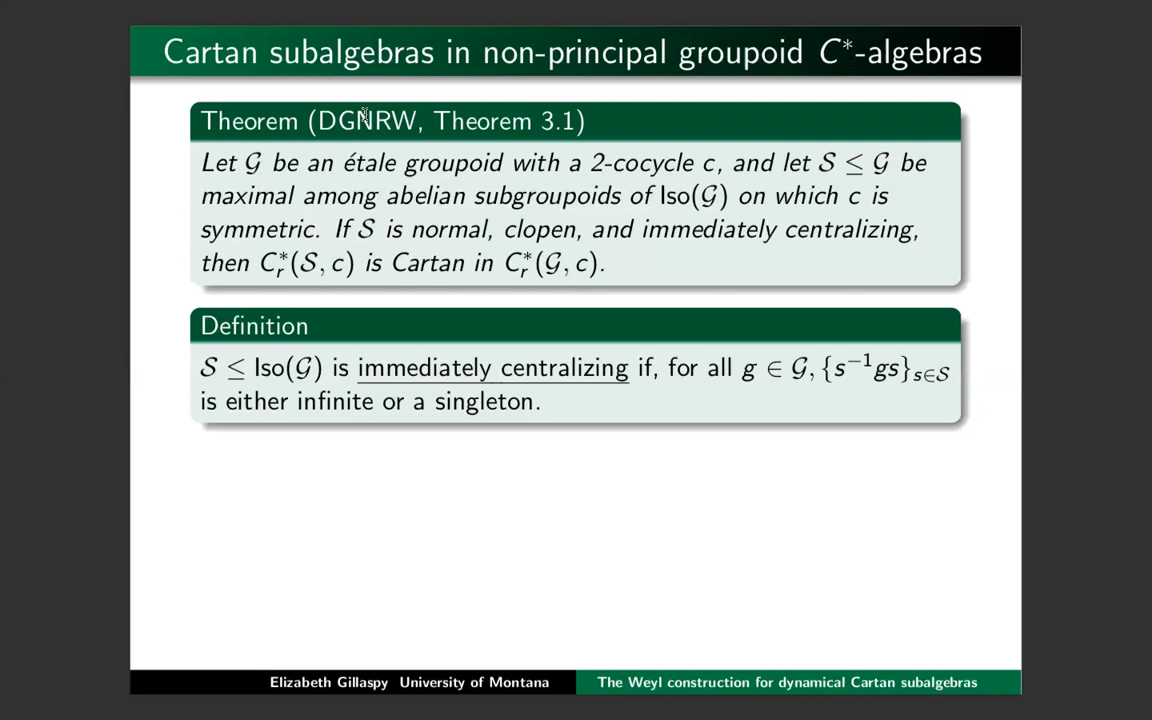 Cartan subalgebras in non-principal groupoid C*-algebras
Theorem (DGNRW, Theorem 3.1)
Let 𝒢 be an étale groupoid with a 2-cocycle c, and let 𝒮 ≤ 𝒢 be
maximal among abelian subgroupoids of Iso(𝒢) on which c is
symmetric. If 𝒮 is normal, clopen, and immediately centralizing,
then C*ᵣ(𝒮, c) is Cartan in C*ᵣ(𝒢, c).
Definition
𝒮 ≤ Iso(𝒢) is immediately centralizing if, for all g ∈ 𝒢, {s⁻¹gs}_{s∈𝒮}
is either infinite or a singleton.
Elizabeth Gillaspy University of Montana
The Weyl construction for dynamical Cartan subalgebras